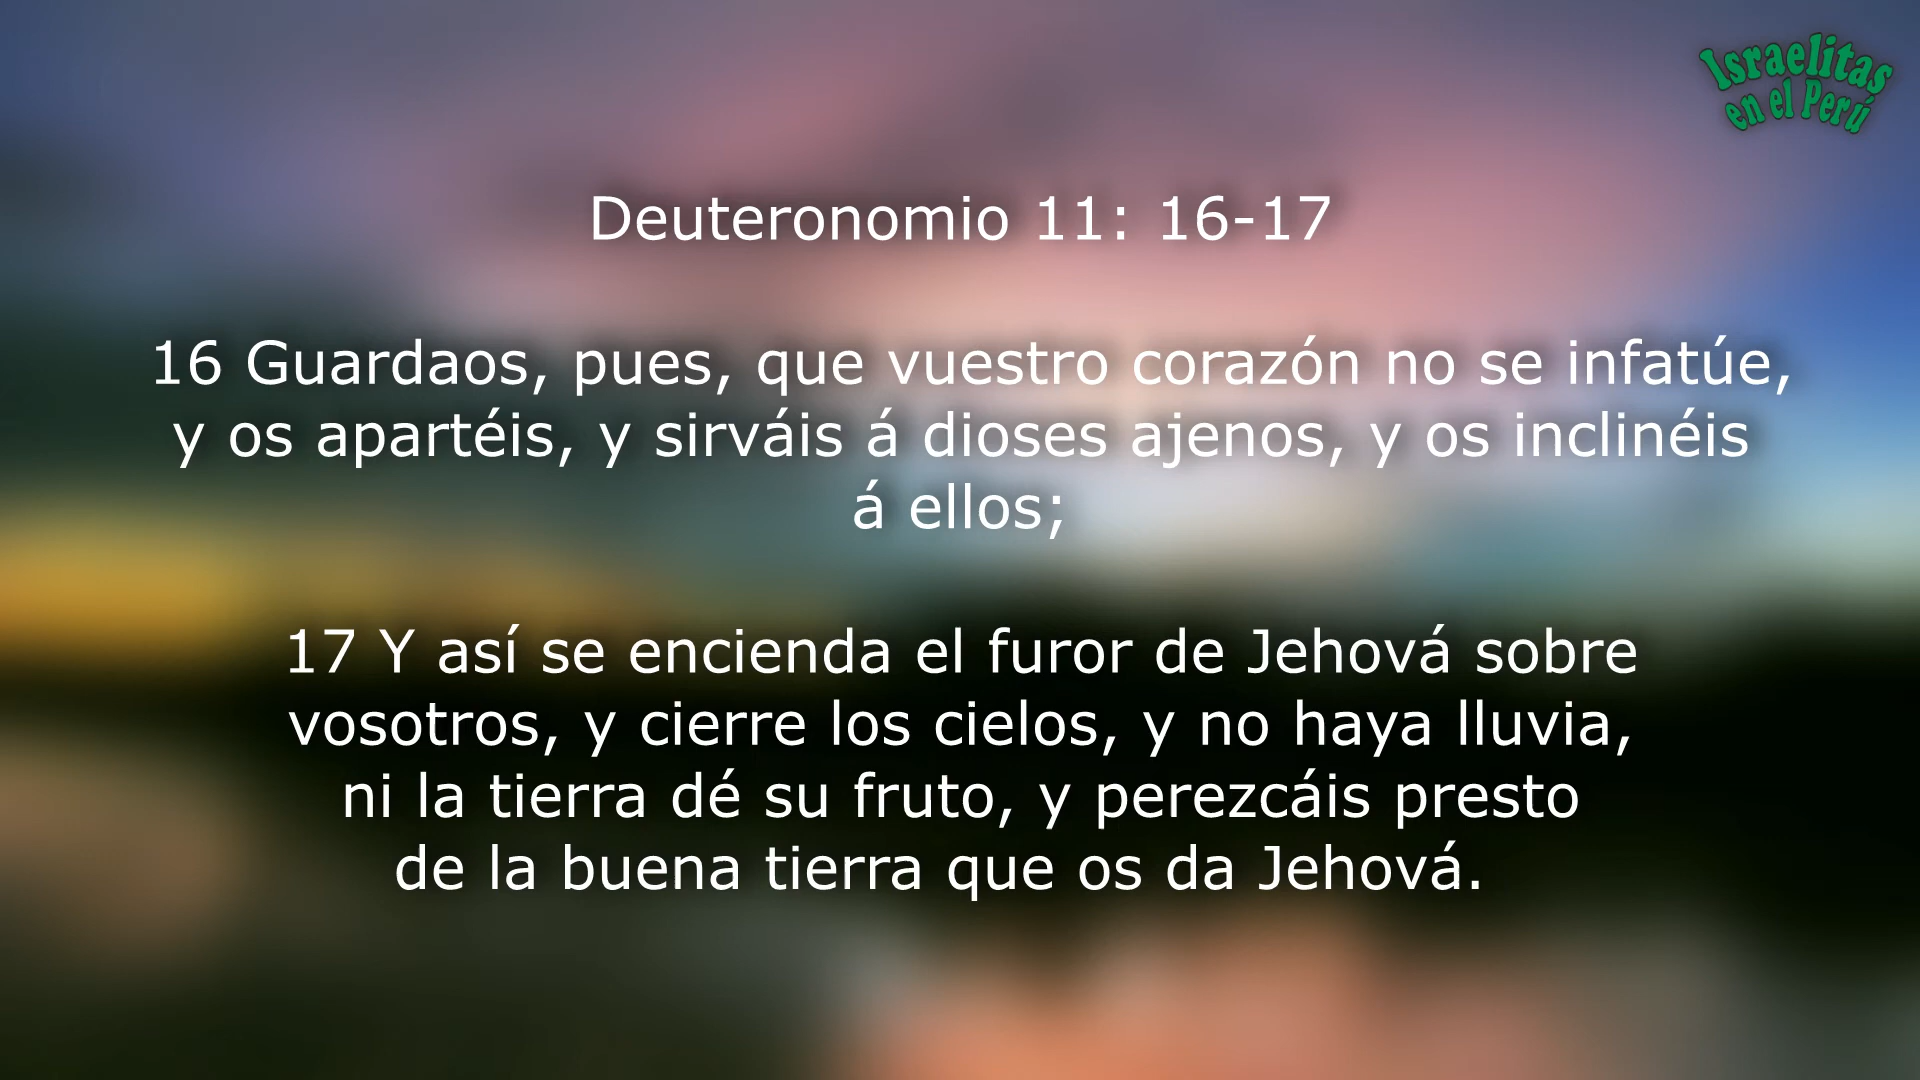 Israelitas
en el Perú
Deuteronomio 11: 16-17
16 Guardaos, pues, que vuestro corazón no se infatúe,
y os apartéis, y sirváis á dioses ajenos, y os inclinéis
á ellos;
17 Y así se encienda el furor de Jehová sobre
vosotros, y cierre los cielos, y no haya lluvia,
ni la tierra dé su fruto, y perezcáis presto
de la buena tierra que os da Jehová.